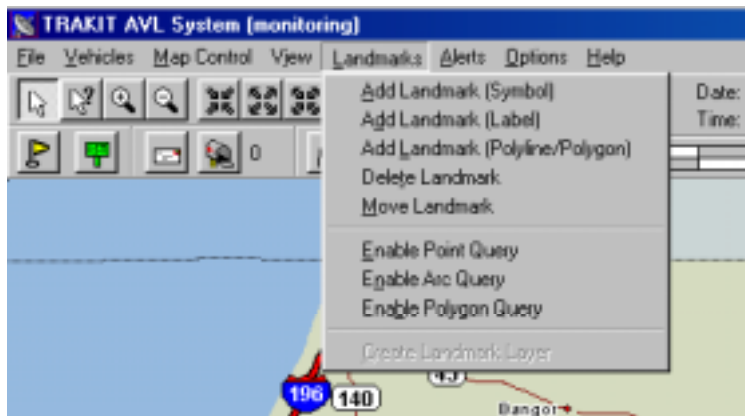 TRAKIT AVL System (monitoring)
File Vehicles Map Control View Landmarks Alerts Options Help
Add Landmark (Symbol)
Date:
Add Landmark (Label)
Time:
0
Add Landmark (Polyline/Polygon)
Delete Landmark
Move Landmark
Enable Point Query
Enable Arc Query
Enable Polygon Query
Create Landmark Layer
43
196
140
Bangor